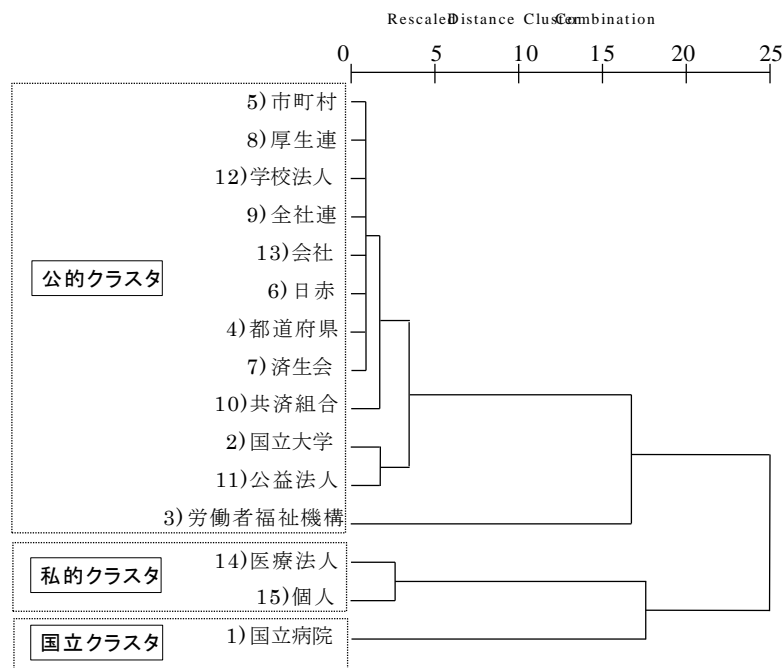 Rescaled Distance Cluster Combination
0 5 10 15 20 25
5)市町村
8)厚生連
12)学校法人
9)全社連
13)会社
公的クラスタ
6)日赤
4)都道府県
7)済生会
10)共済組合
2)国立大学
11)公益法人
3)労働者福祉機構
14)医療法人
私的クラスタ
15)個人
1)国立病院
国立クラスタ